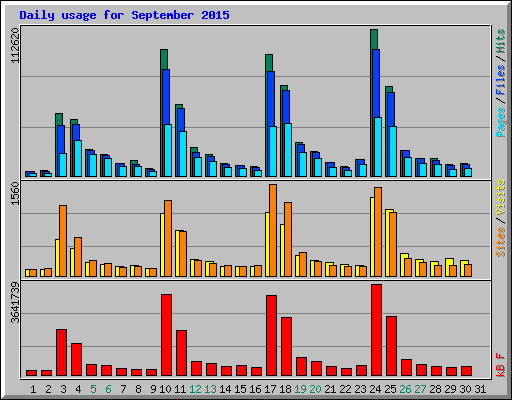 Daily usage for September 2015
112620
Pages / Files / Hits
1560
Sites / Visits
3641739
kB F
1 2 3 4 5 6 7 8 9 10 11 12 13 14 15 16 17 18 19 20 21 22 23 24 25 26 27 28 29 30 31